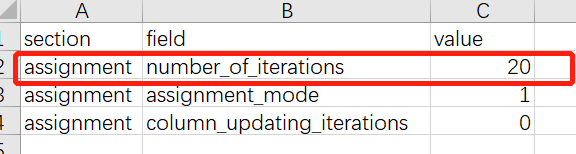 A B C
1 section field value
2 assignment number_of_iterations 20
3 assignment assignment_mode 1
4 assignment column_updating_iterations 0